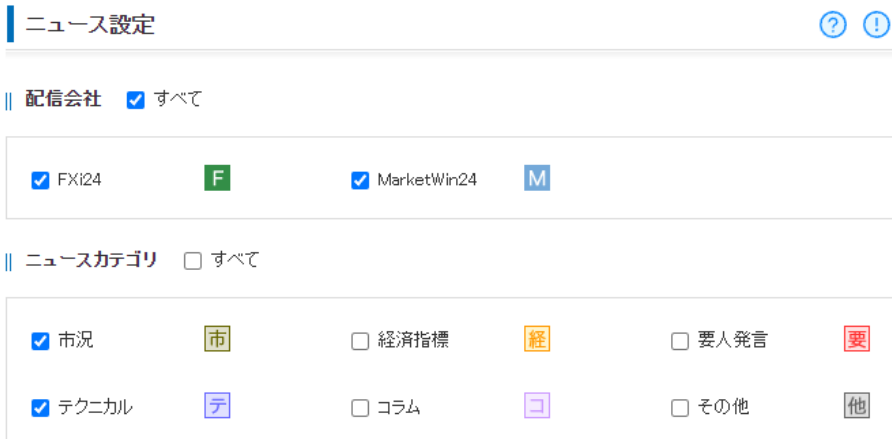 ニュース設定 ? !
配信会社 すべて
FXi24 F MarketWin24 M
ニュースカテゴリ すべて
市況 市 経済指標 経 要人発言 要
テクニカル テ コラム コ その他 他